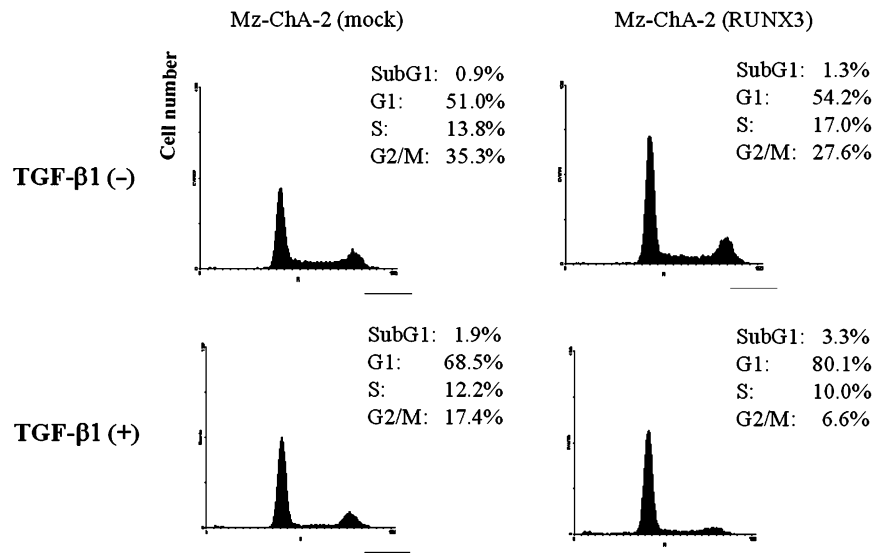 Mz-ChA-2 (mock)
Mz-ChA-2 (RUNX3)
TGF-β1 (–)
Cell number
SubG1: 0.9%
G1: 51.0%
S: 13.8%
G2/M: 35.3%
SubG1: 1.3%
G1: 54.2%
S: 17.0%
G2/M: 27.6%
TGF-β1 (+)
SubG1: 1.9%
G1: 68.5%
S: 12.2%
G2/M: 17.4%
SubG1: 3.3%
G1: 80.1%
S: 10.0%
G2/M: 6.6%